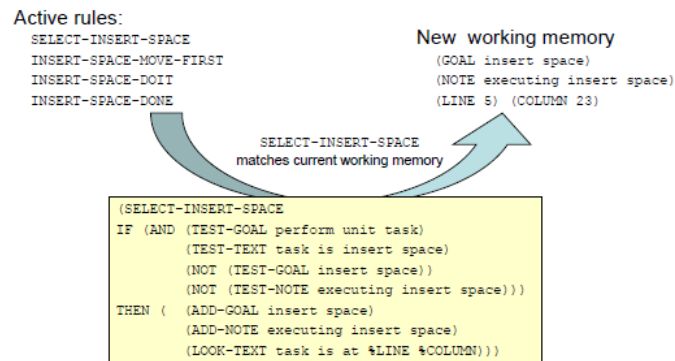 Active rules:
SELECT-INSERT-SPACE
INSERT-SPACE-MOVE-FIRST
INSERT-SPACE-DOIT
INSERT-SPACE-DONE
New working memory
(GOAL insert space)
(NOTE executing insert space)
(LINE 5) (COLUMN 23)
SELECT-INSERT-SPACE
matches current working memory
(SELECT-INSERT-SPACE
IF (AND (TEST-GOAL perform unit task)
(TEST-TEXT task is insert space)
(NOT (TEST-GOAL insert space))
(NOT (TEST-NOTE executing insert space)))
THEN ( (ADD-GOAL insert space)
(ADD-NOTE executing insert space)
(LOOK-TEXT task is at %LINE %COLUMN)))